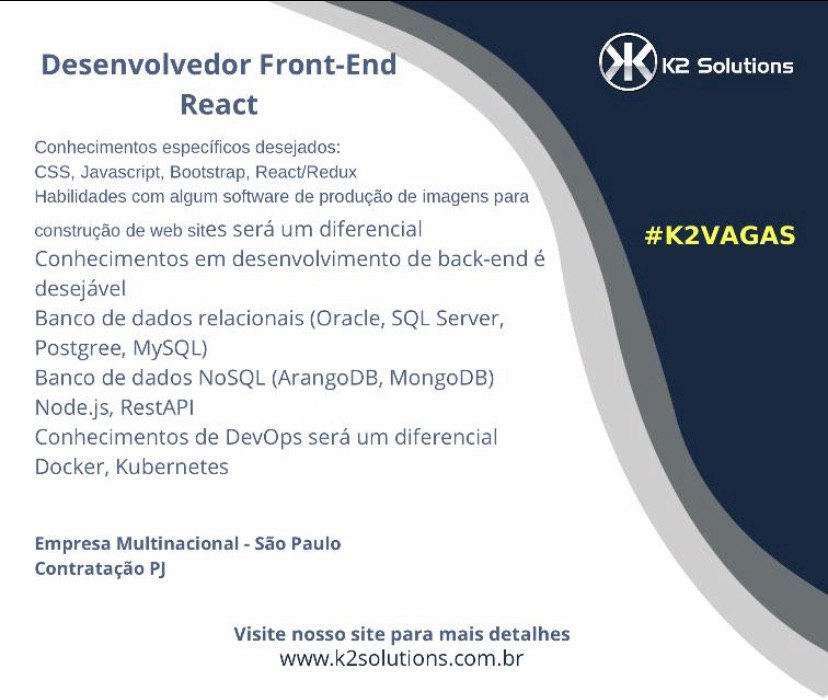 Desenvolvedor Front-End
React
K2 Solutions
Conhecimentos específicos desejados:
CSS, Javascript, Bootstrap, React/Redux
Habilidades com algum software de produção de imagens para
construção de web sites será um diferencial
#K2VAGAS
Conhecimentos em desenvolvimento de back-end é
desejável
Banco de dados relacionais (Oracle, SQL Server,
Postgree, MySQL)
Banco de dados NoSQL (ArangoDB, MongoDB)
Node.js, RestAPI
Conhecimentos de DevOps será um diferencial
Docker, Kubernetes
Empresa Multinacional - São Paulo
Contratação PJ
Visite nosso site para mais detalhes
www.k2solutions.com.br